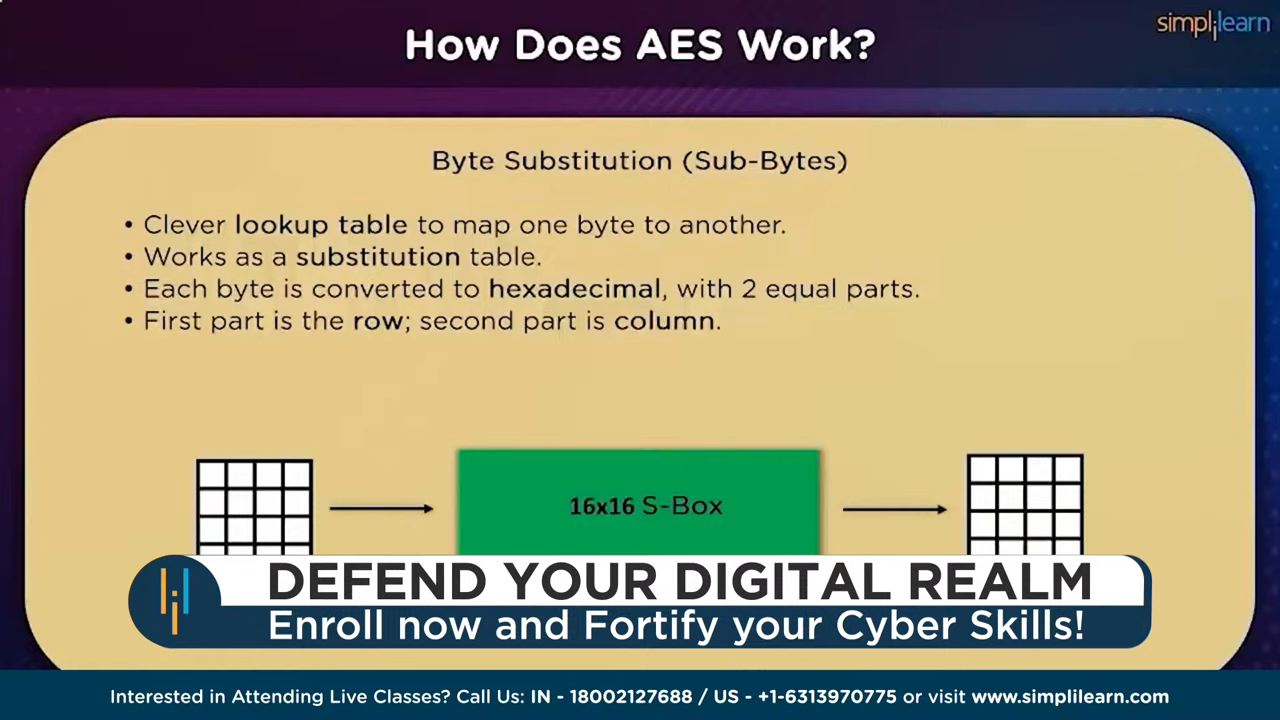 How Does AES Work?
simplilearn
Byte Substitution (Sub-Bytes)
• Clever lookup table to map one byte to another.
• Works as a substitution table.
• Each byte is converted to hexadecimal, with 2 equal parts.
• First part is the row; second part is column.
16x16 S-Box
DEFEND YOUR DIGITAL REALM
Enroll now and Fortify your Cyber Skills!
Interested in Attending Live Classes? Call Us: IN - 18002127688 / US - +1-6313970775 or visit www.simplilearn.com